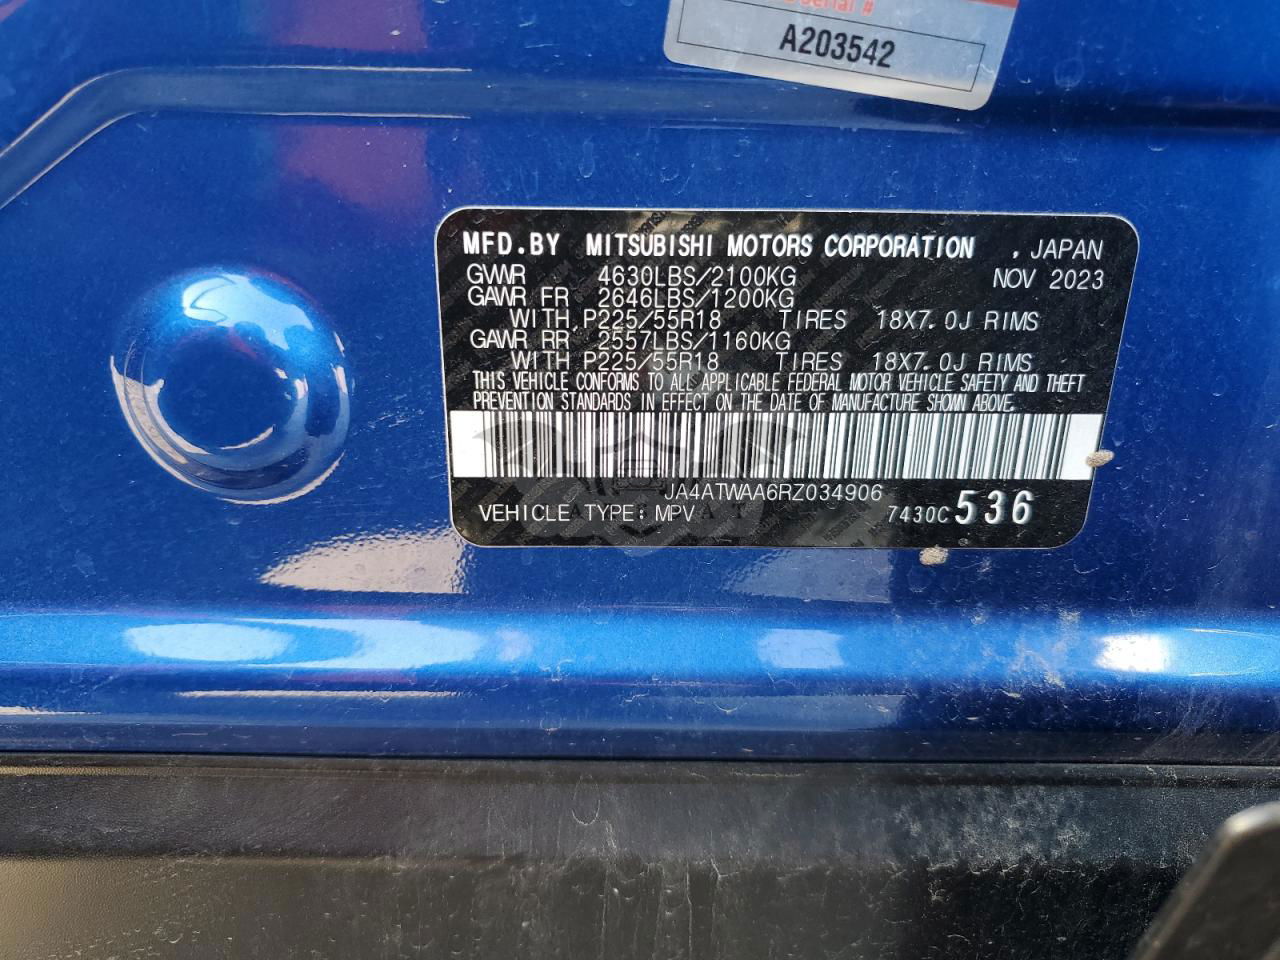 Serial #
A203542
MFD.BY MITSUBISHI MOTORS CORPORATION , JAPAN
GVWR 4630LBS/2100KG NOV 2023
GAWR FR 2646LBS/1200KG
WITH P225/55R18 TIRES 18X7.0J RIMS
GAWR RR 2557LBS/1160KG
WITH P225/55R18 TIRES 18X7.0J RIMS
THIS VEHICLE CONFORMS TO ALL APPLICABLE FEDERAL MOTOR VEHICLE SAFETY AND THEFT
PREVENTION STANDARDS IN EFFECT ON THE DATE OF MANUFACTURE SHOWN ABOVE.
JA4ATWAA6RZ034906
VEHICLE TYPE: MPV 7430C 536